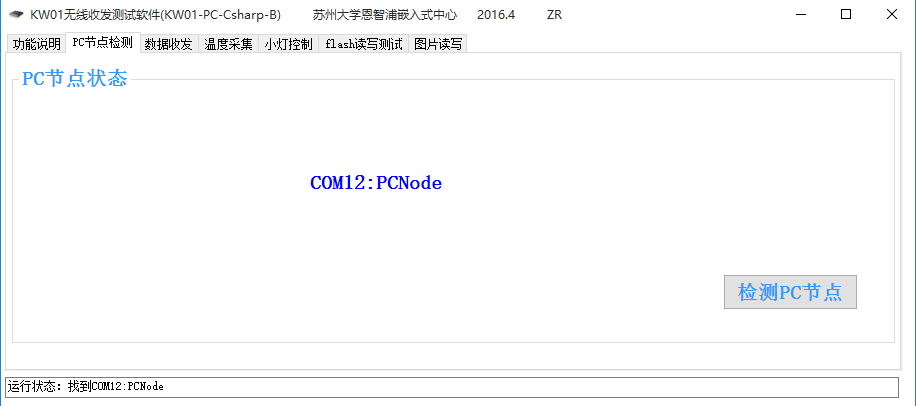 KW01无线收发测试软件(KW01-PC-Csharp-B) 苏州大学恩智浦嵌入式中心 2016.4 ZR
功能说明 PC节点检测 数据收发 温度采集 小灯控制 flash读写测试 图片读写
PC节点状态
COM12:PCNode
检测PC节点
运行状态: 找到COM12:PCNode